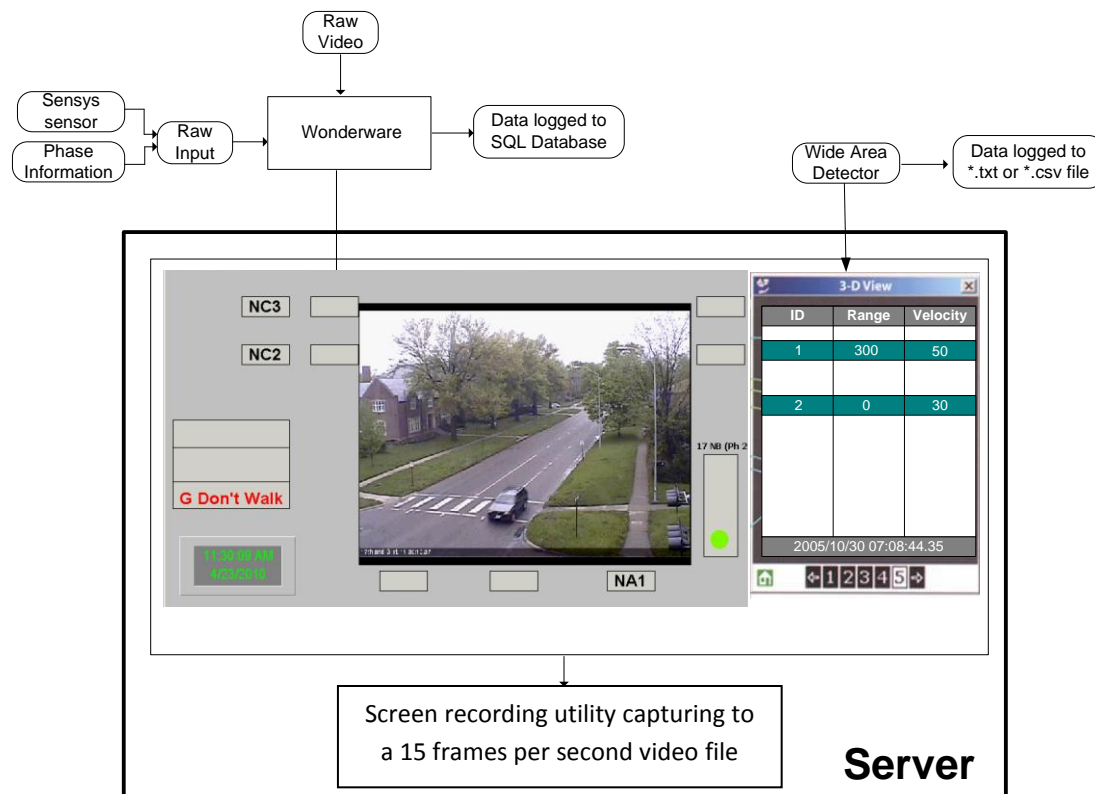 Raw
Video
Sensys
sensor
Phase
Information
Raw
Input
Wonderware
Data logged to
SQL Database
Wide Area
Detector
Data logged to
*.txt or *.csv file
NC3
NC2
G Don't Walk
11:30:09 AM
4/23/2010
17 NB (Ph 2
NA1
3-D View
ID Range Velocity
1 300 50
2 0 30
2005/10/30 07:08:44.35
1 2 3 4 5
Screen recording utility capturing to
a 15 frames per second video file
Server